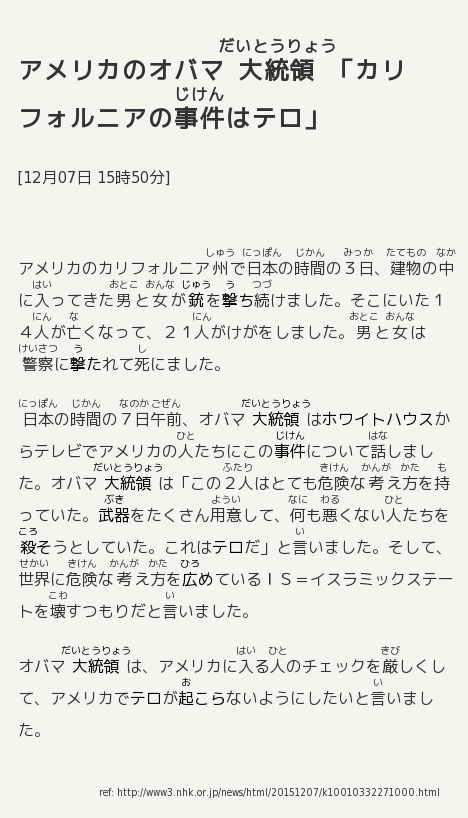 だいとうりょう
アメリカのオバマ 大統領 「カリ
じけん
フォルニアの事件はテロ」
[12月07日 15時50分]
しゅう にっぽん じかん みっか たてもの なか
アメリカのカリフォルニア州で日本の時間の３日、建物の中
はい おとこ おんな じゅう う つづ
に入ってきた男と女が銃を撃ち続けました。そこにいた１
にん な にん おとこ おんな
４人が亡くなって、２１人がけがをしました。男と女は
けいさつ う し
警察に撃たれて死にました。
にっぽん じかん なのか ごぜん だいとうりょう
日本の時間の７日午前、オバマ 大統領 はホワイトハウスか
ひと じけん はな
らテレビでアメリカの人たちにこの事件について話しまし
だいとうりょう ふたり きけん かんが かた も
た。オバマ 大統領 は「この２人はとても危険な考え方を持
ぶき ようい なに わる ひと
っていた。武器をたくさん用意して、何も悪くない人たちを
ころ い
殺そうとしていた。これはテロだ」と言いました。そして、
せかい きけん かんが かた ひろ
世界に危険な考え方を広めているＩＳ＝イスラミックステー
こわ い
トを壊すつもりだと言いました。
だいとうりょう はい ひと きび
オバマ 大統領 は、アメリカに入る人のチェックを厳しくし
お い
て、アメリカでテロが起こらないようにしたいと言いまし
た。
ref: http://www3.nhk.or.jp/news/html/20151207/k10010332271000.html